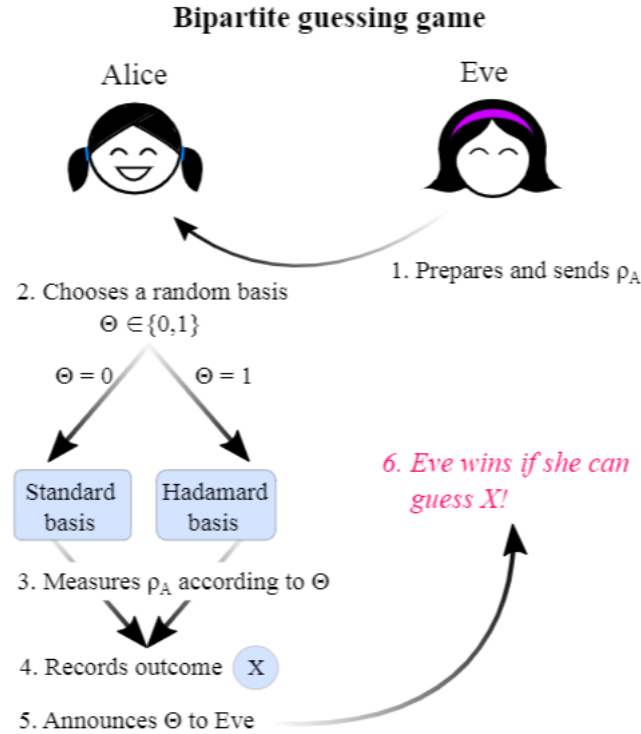 Bipartite guessing game
Alice
Eve
1. Prepares and sends ρ_A
2. Chooses a random basis
Θ ∈{0,1}
Θ = 0
Θ = 1
Standard
basis
Hadamard
basis
6. Eve wins if she can
guess X!
3. Measures ρ_A according to Θ
4. Records outcome X
5. Announces Θ to Eve